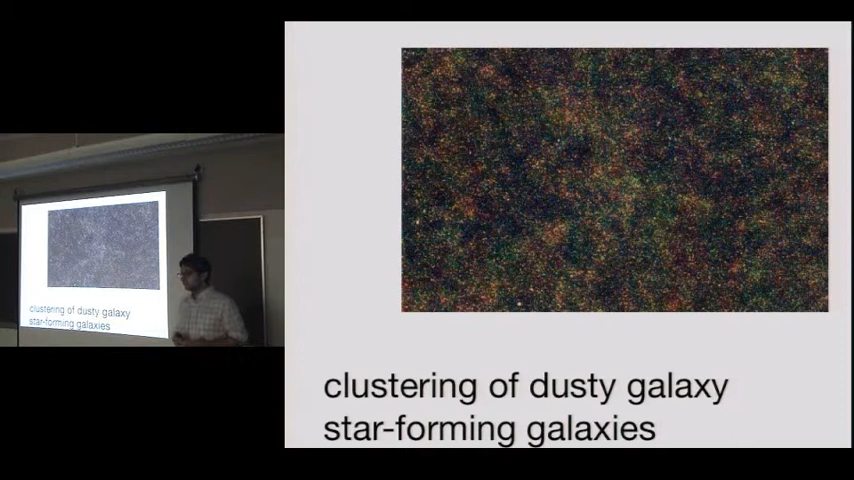 clustering of dusty galaxy
star-forming galaxies
clustering of dusty galaxy
star-forming galaxies